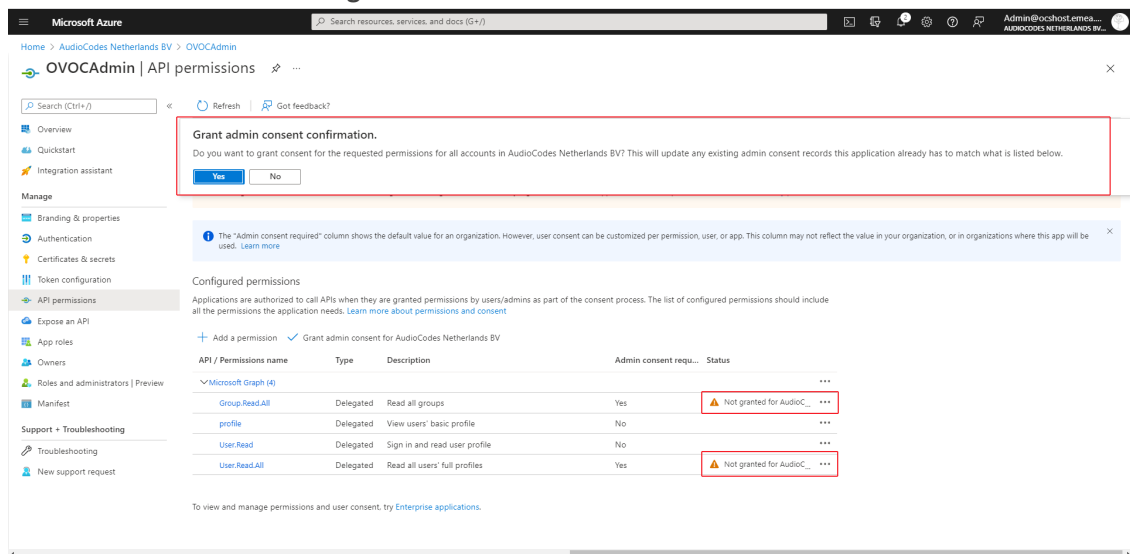 Microsoft Azure
Search resources, services, and docs (G+/)
2
Admin@ocshost.emea....
AUDIOCODES NETHERLANDS BV...
Home > AudioCodes Netherlands BV > OVOCAdmin
OVOCAdmin | API permissions
Search (Ctrl+/)
«
Refresh
Got feedback?
Overview
Quickstart
Integration assistant
Manage
Branding & properties
Authentication
Certificates & secrets
Token configuration
API permissions
Expose an API
App roles
Owners
Roles and administrators | Preview
Manifest
Support + Troubleshooting
Troubleshooting
New support request
Grant admin consent confirmation.
Do you want to grant consent for the requested permissions for all accounts in AudioCodes Netherlands BV? This will update any existing admin consent records this application already has to match what is listed below.
Yes
No
The "Admin consent required" column shows the default value for an organization. However, user consent can be customized per permission, user, or app. This column may not reflect the value in your organization, or in organizations where this app will be
used. Learn more
Configured permissions
Applications are authorized to call APIs when they are granted permissions by users/admins as part of the consent process. The list of configured permissions should include
all the permissions the application needs. Learn more about permissions and consent
Add a permission
Grant admin consent for AudioCodes Netherlands BV
API / Permissions name Type Description Admin consent requ... Status
Microsoft Graph (4)
Group.Read.All Delegated Read all groups Yes Not granted for AudioC...
profile Delegated View users' basic profile No
User.Read Delegated Sign in and read user profile No
User.Read.All Delegated Read all users' full profiles Yes Not granted for AudioC...
To view and manage permissions and user consent, try Enterprise applications.